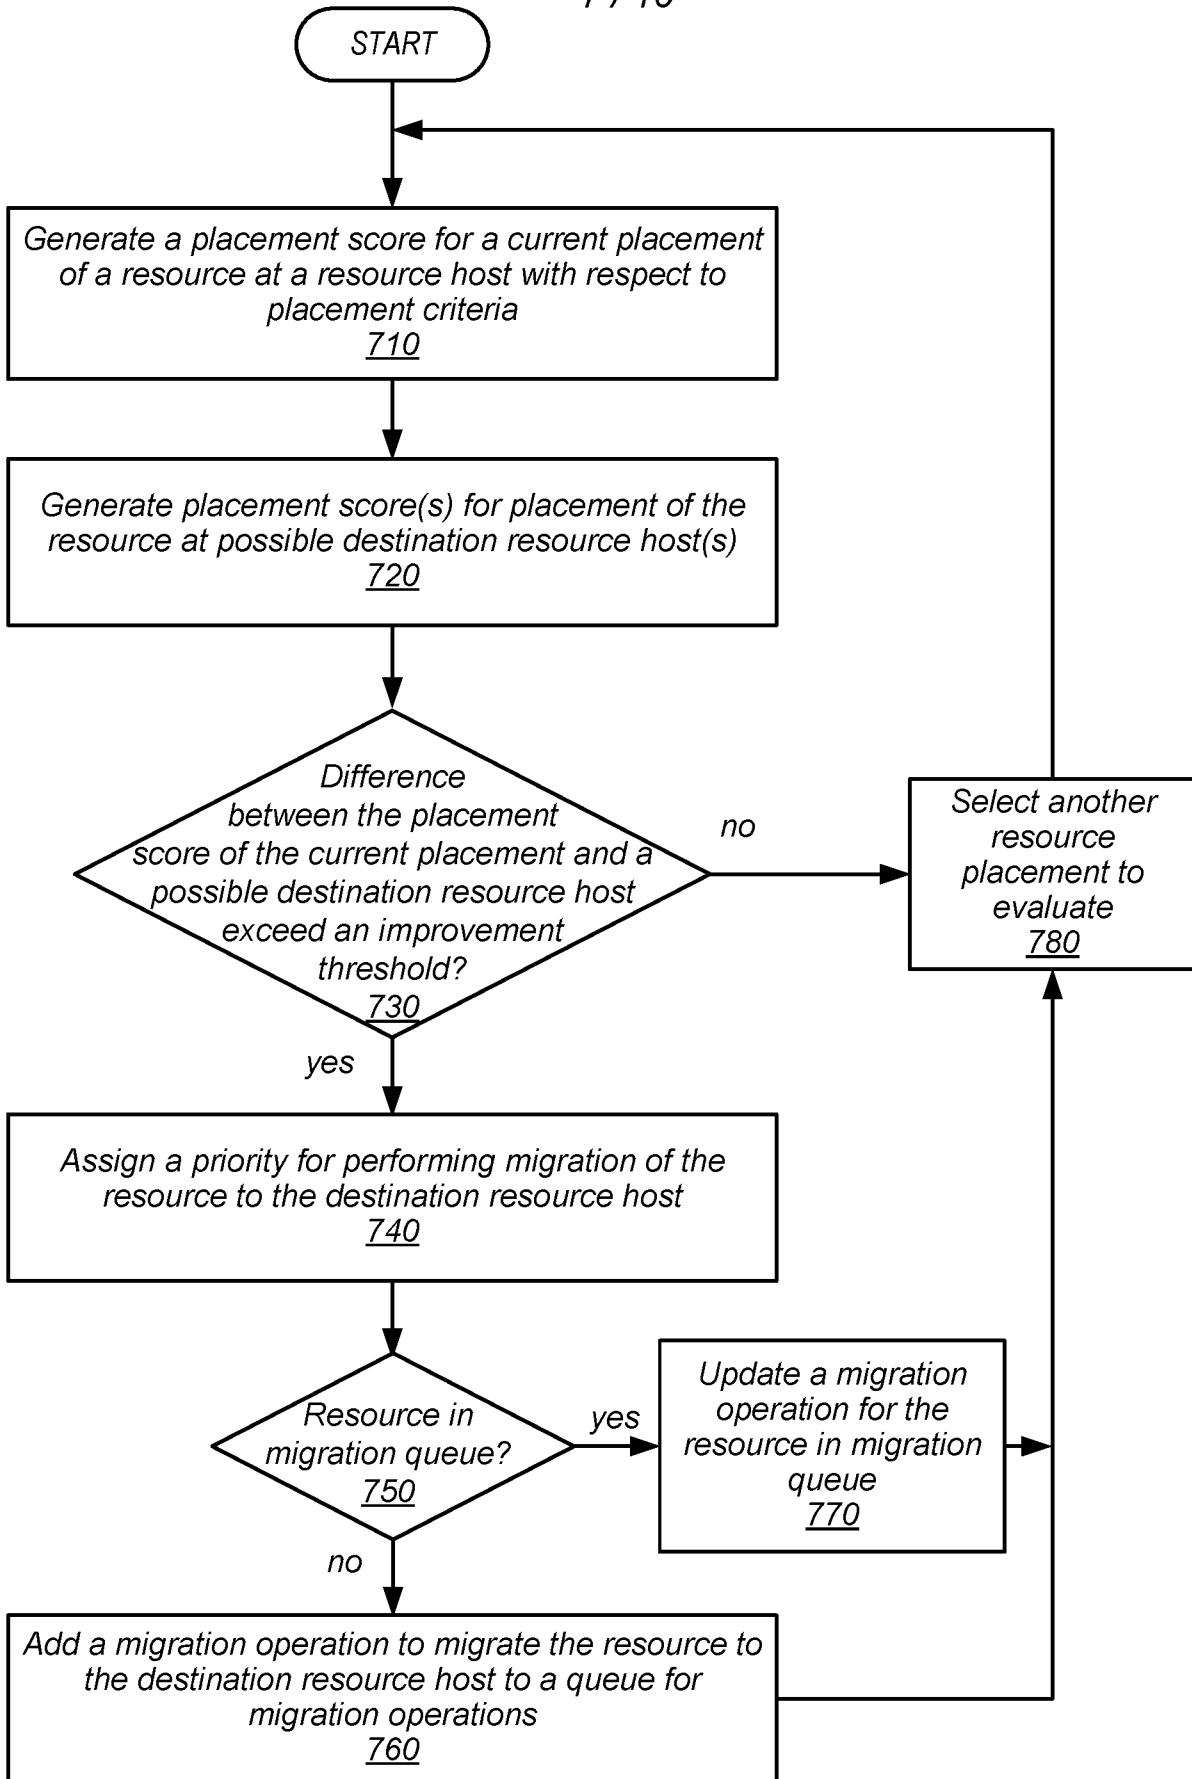 START
Generate a placement score for a current placement
of a resource at a resource host with respect to
placement criteria
710
Generate placement score(s) for placement of the
resource at possible destination resource host(s)
720
Difference
between the placement
score of the current placement and a
possible destination resource host
exceed an improvement
threshold?
730
no
Select another
resource
placement to
evaluate
780
yes
Assign a priority for performing migration of the
resource to the destination resource host
740
Resource in
migration queue?
750
yes
Update a migration
operation for the
resource in migration
queue
770
no
Add a migration operation to migrate the resource to
the destination resource host to a queue for
migration operations
760